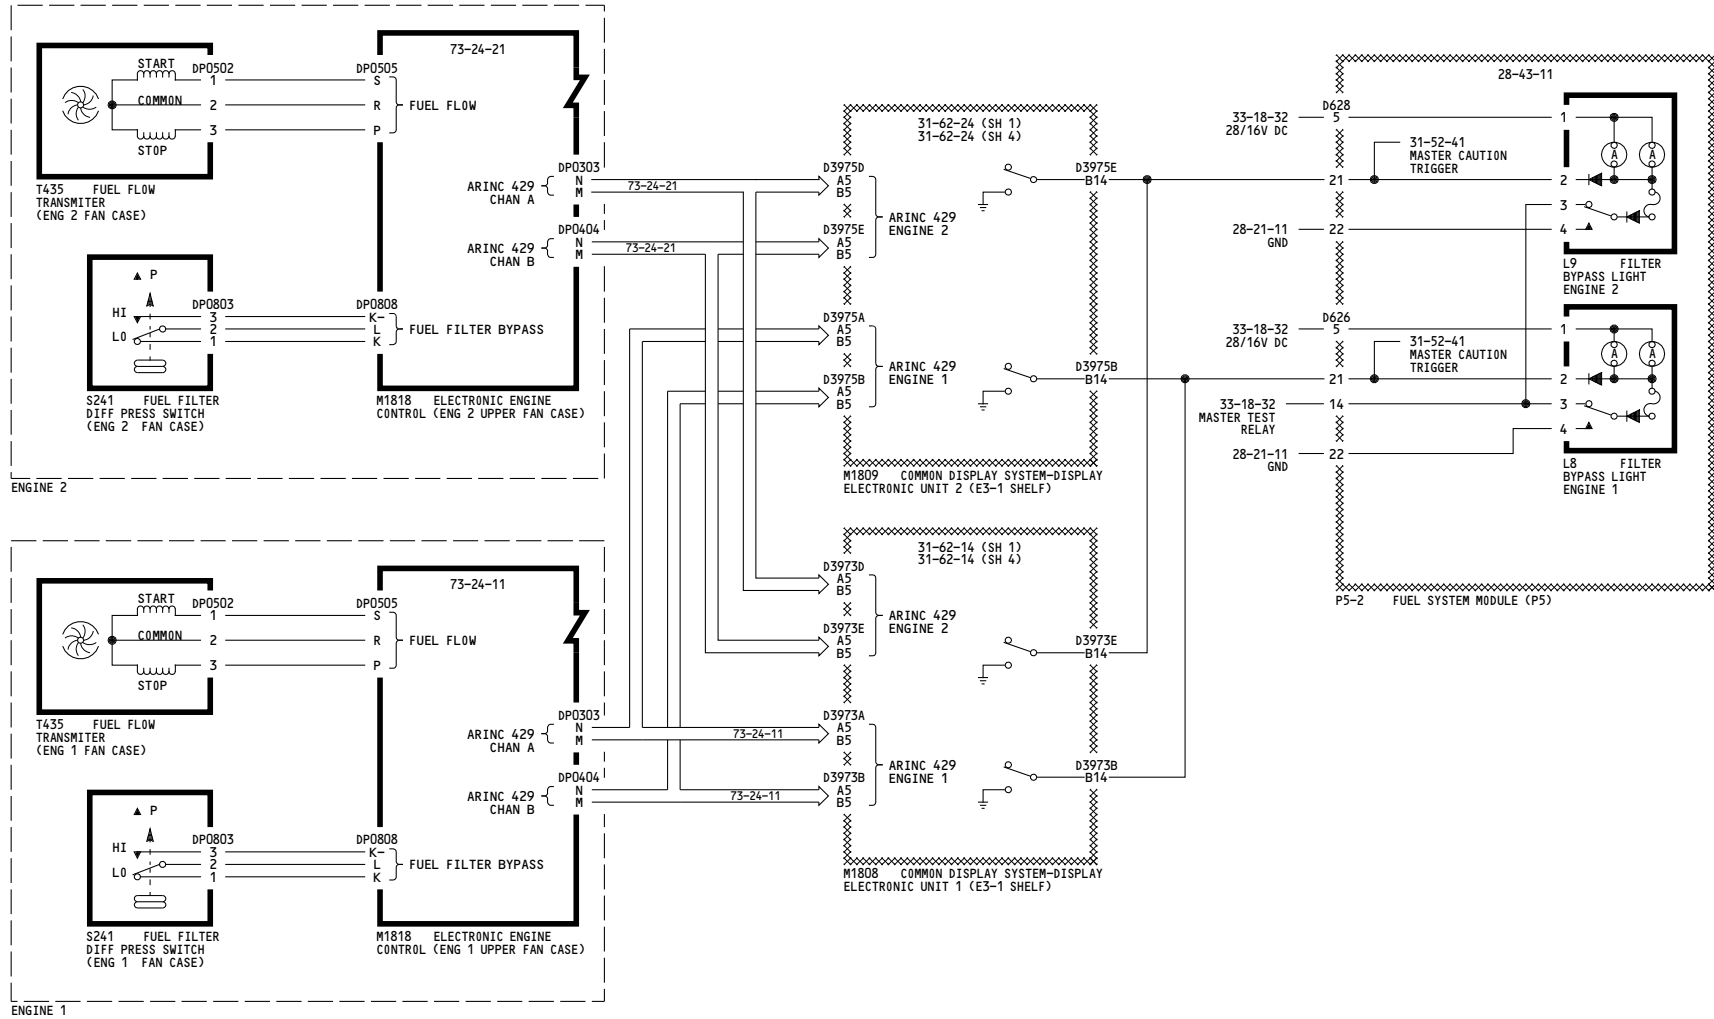 73-24-21
START
COMMON
STOP
DP0502
1
2
3
DP0505
S
R
P
FUEL FLOW
T435 FUEL FLOW
TRANSMITER
(ENG 2 FAN CASE)
ARINC 429
CHAN A
DP0303
N
M
73-24-21
ARINC 429
CHAN B
DP0404
N
M
73-24-21
P
HI
LO
DP0803
3
2
1
DP0808
K-
L
K
FUEL FILTER BYPASS
S241 FUEL FILTER
DIFF PRESS SWITCH
(ENG 2 FAN CASE)
M1818 ELECTRONIC ENGINE
CONTROL (ENG 2 UPPER FAN CASE)
ENGINE 2
73-24-11
START
COMMON
STOP
DP0502
1
2
3
DP0505
S
R
P
FUEL FLOW
T435 FUEL FLOW
TRANSMITER
(ENG 1 FAN CASE)
ARINC 429
CHAN A
DP0303
N
M
73-24-11
ARINC 429
CHAN B
DP0404
N
M
73-24-11
P
HI
LO
DP0803
3
2
1
DP0808
K-
L
K
FUEL FILTER BYPASS
S241 FUEL FILTER
DIFF PRESS SWITCH
(ENG 1 FAN CASE)
M1818 ELECTRONIC ENGINE
CONTROL (ENG 1 UPPER FAN CASE)
ENGINE 1
31-62-24 (SH 1)
31-62-24 (SH 4)
D3975D
A5
B5
ARINC 429
ENGINE 2
D3975E
A5
B5
D3975E
B14
D3975A
A5
B5
ARINC 429
ENGINE 1
D3975B
A5
B5
D3975B
B14
M1809 COMMON DISPLAY SYSTEM-DISPLAY
ELECTRONIC UNIT 2 (E3-1 SHELF)
31-62-14 (SH 1)
31-62-14 (SH 4)
D3973D
A5
B5
ARINC 429
ENGINE 2
D3973E
A5
B5
D3973E
B14
D3973A
A5
B5
ARINC 429
ENGINE 1
D3973B
A5
B5
D3973B
B14
M1808 COMMON DISPLAY SYSTEM-DISPLAY
ELECTRONIC UNIT 1 (E3-1 SHELF)
28-43-11
33-18-32
28/16V DC
D628
5
31-52-41
MASTER CAUTION
TRIGGER
21
28-21-11
GND
22
1
2
3
4
A
A
L9 FILTER
BYPASS LIGHT
ENGINE 2
33-18-32
28/16V DC
D626
5
31-52-41
MASTER CAUTION
TRIGGER
21
33-18-32
MASTER TEST
RELAY
14
28-21-11
GND
22
1
2
3
4
A
A
L8 FILTER
BYPASS LIGHT
ENGINE 1
P5-2 FUEL SYSTEM MODULE (P5)